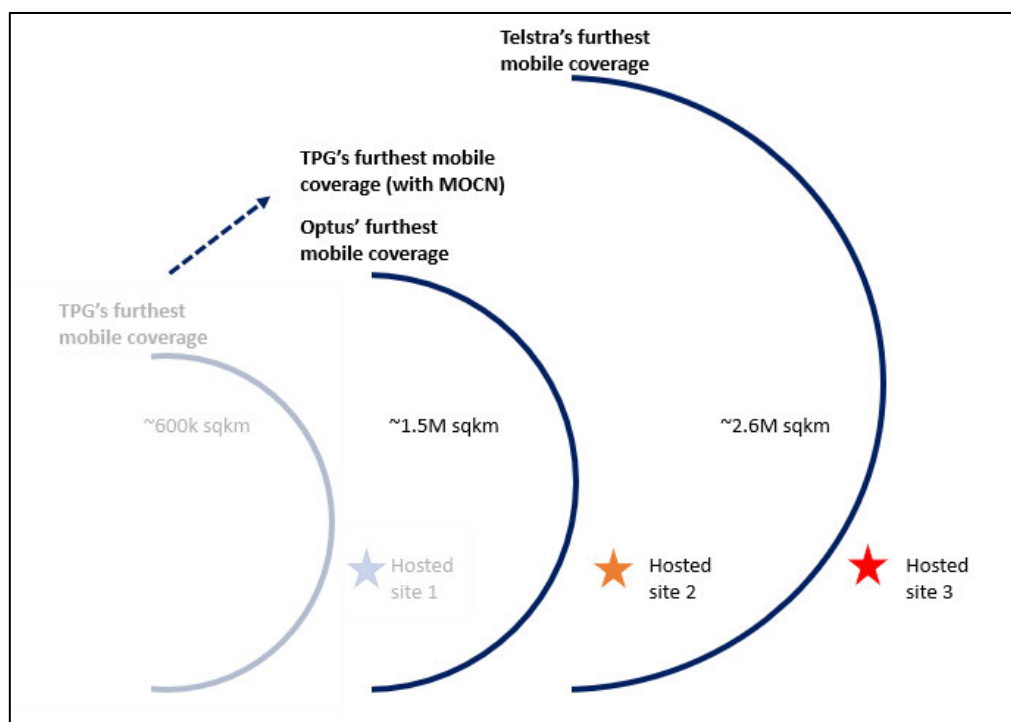 Telstra's furthest
mobile coverage
TPG's furthest mobile
coverage (with MOCN)
Optus' furthest
mobile coverage
TPG's furthest
mobile coverage
~600k sqkm
~1.5M sqkm
~2.6M sqkm
Hosted
site 1
Hosted
site 2
Hosted
site 3